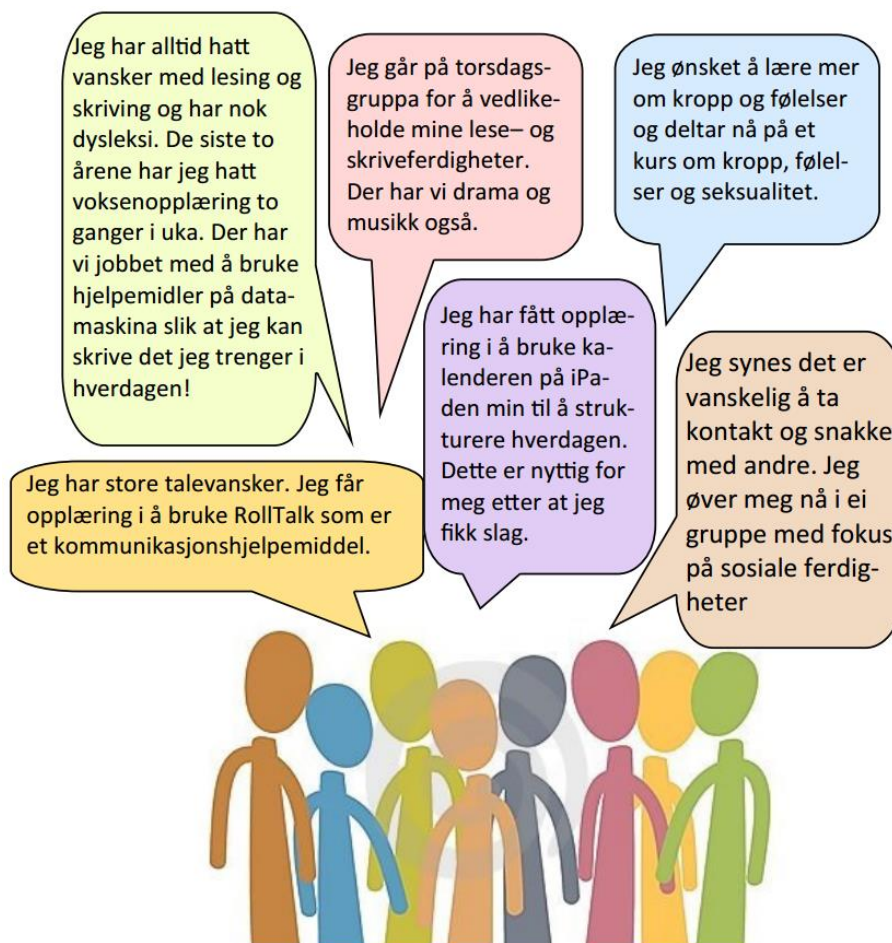 Jeg har alltid hatt
vansker med lesing og
skriving og har nok
dysleksi. De siste to
årene har jeg hatt
voksenopplæring to
ganger i uka. Der har
vi jobbet med å bruke
hjelpemidler på data-
maskina slik at jeg kan
skrive det jeg trenger i
hverdagen!
Jeg går på torsdags-
gruppa for å vedlike-
holde mine lese– og
skriveferdigheter.
Der har vi drama og
musikk også.
Jeg ønsket å lære mer
om kropp og følelser
og deltar nå på et
kurs om kropp, følel-
ser og seksualitet.
Jeg har fått opplæ-
ring i å bruke ka-
lenderen på iPa-
den min til å struk-
turere hverdagen.
Dette er nyttig for
meg etter at jeg
fikk slag.
Jeg synes det er
vanskelig å ta
kontakt og snakke
med andre. Jeg
øver meg nå i ei
gruppe med fokus
på sosiale ferdig-
heter
Jeg har store talevansker. Jeg får
opplæring i å bruke RollTalk som er
et kommunikasjonshjelpemiddel.